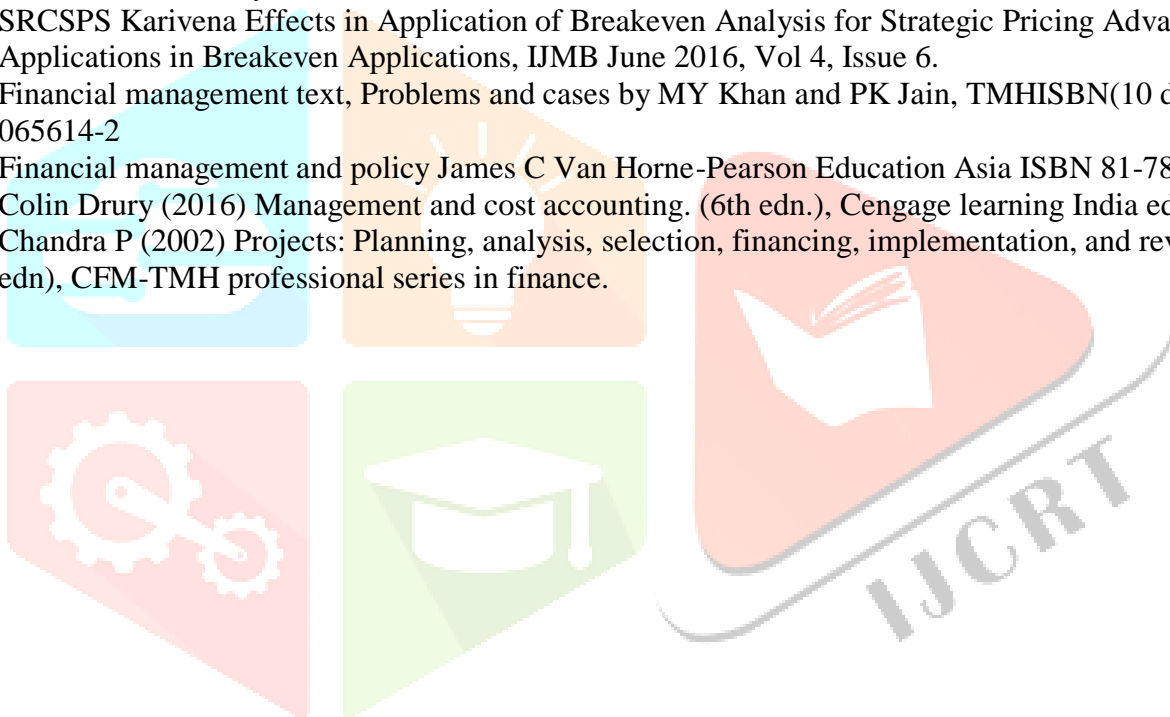 SRCSPS Karivena Effects in Application of Breakeven Analysis for Strategic Pricing Adva
Applications in Breakeven Applications, IJMB June 2016, Vol 4, Issue 6.
Financial management text, Problems and cases by MY Khan and PK Jain, TMHISBN(10 d
065614-2
Financial management and policy James C Van Horne-Pearson Education Asia ISBN 81-78
Colin Drury (2016) Management and cost accounting. (6th edn.), Cengage learning India ed
Chandra P (2002) Projects: Planning, analysis, selection, financing, implementation, and rev
edn), CFM-TMH professional series in finance.
IJCRT